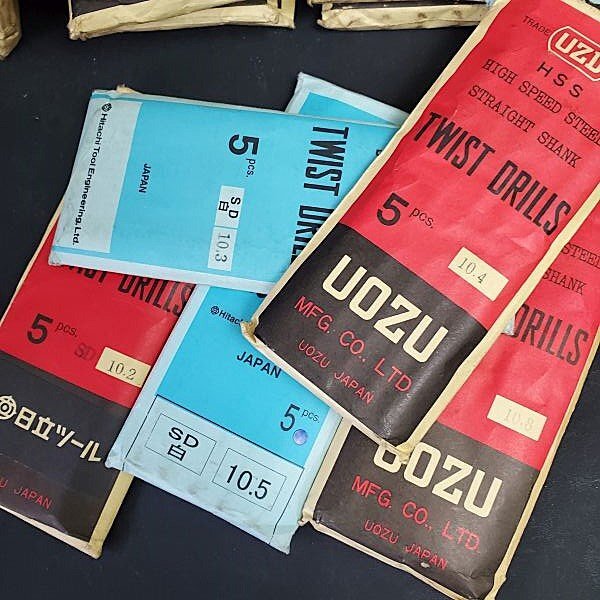 TRADE UZU
HSS
HIGH SPEED STEEL
STRAIGHT SHANK
TWIST DRILLS
5 pcs.
10.4
UOZU
MFG. CO., LTD.
UOZU JAPAN
Hitachi Tool Engineering, Ltd.
JAPAN
5 pcs.
SD
白
10.3
TWIST DRI
TWIST DRILLS
5 pcs.
SD 10.2
日立ツール
JAPAN
Hitachi
JAPAN
5 pcs.
SD
白
10.5
STEEL
SHANK
DRILLS
10.8
UOZU
MFG. CO., LTD.
UOZU JAPAN